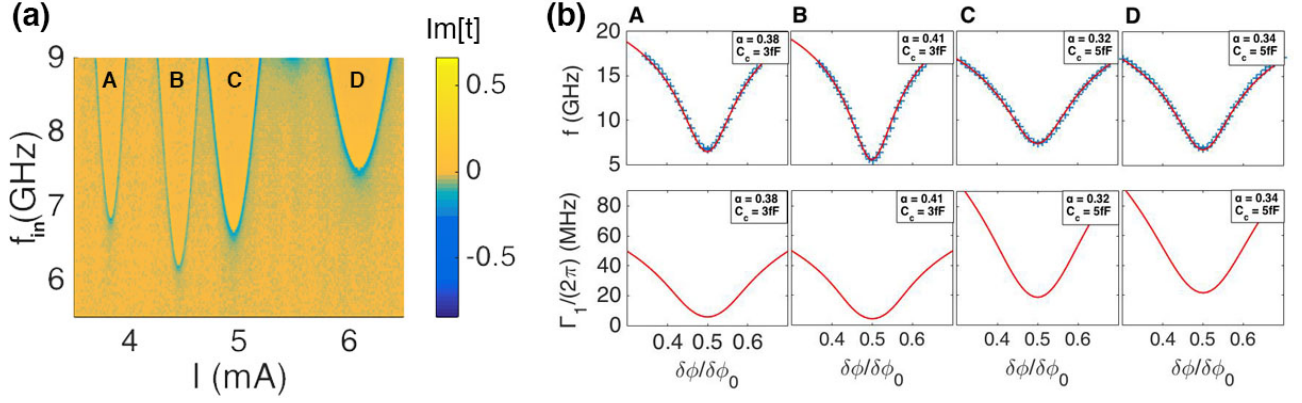 (a)
Im[t]
9
8
7
6
f_in(GHz)
A
B
C
D
4
5
6
I (mA)
0.5
0
-0.5
(b)
A
B
C
D
20
15
10
5
f (GHz)
α = 0.38
C_c = 3fF
α = 0.41
C_c = 3fF
α = 0.32
C_c = 5fF
α = 0.34
C_c = 5fF
80
60
40
20
0
Γ_1/(2π) (MHz)
α = 0.38
C_c = 3fF
α = 0.41
C_c = 3fF
α = 0.32
C_c = 5fF
α = 0.34
C_c = 5fF
0.4 0.5 0.6
0.4 0.5 0.6
0.4 0.5 0.6
0.4 0.5 0.6
δϕ/δϕ_0
δϕ/δϕ_0
δϕ/δϕ_0
δϕ/δϕ_0